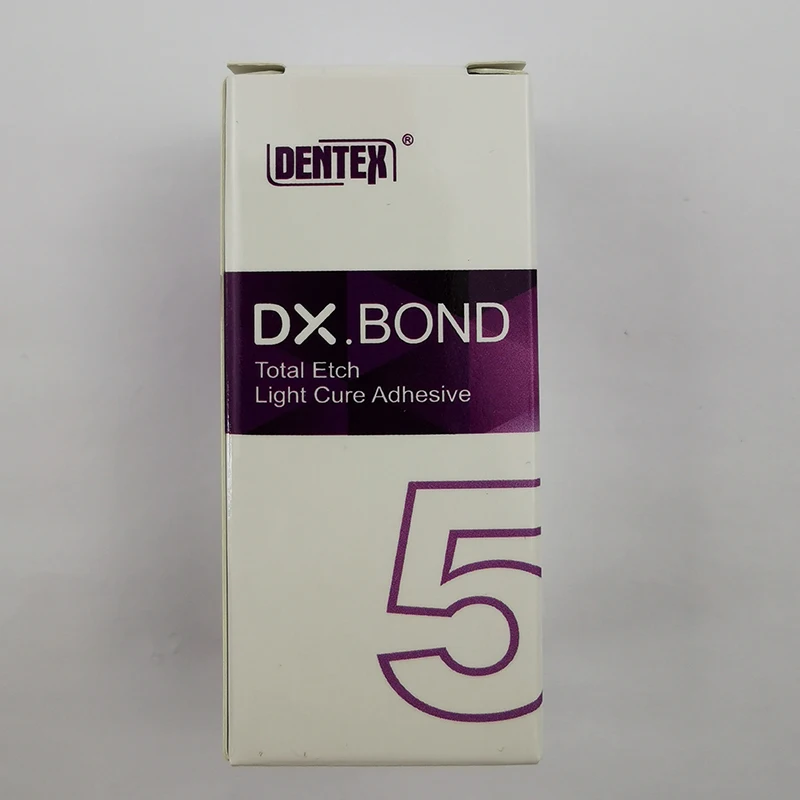 DENTEX®
DX.BOND
Total Etch
Light Cure Adhesive
5